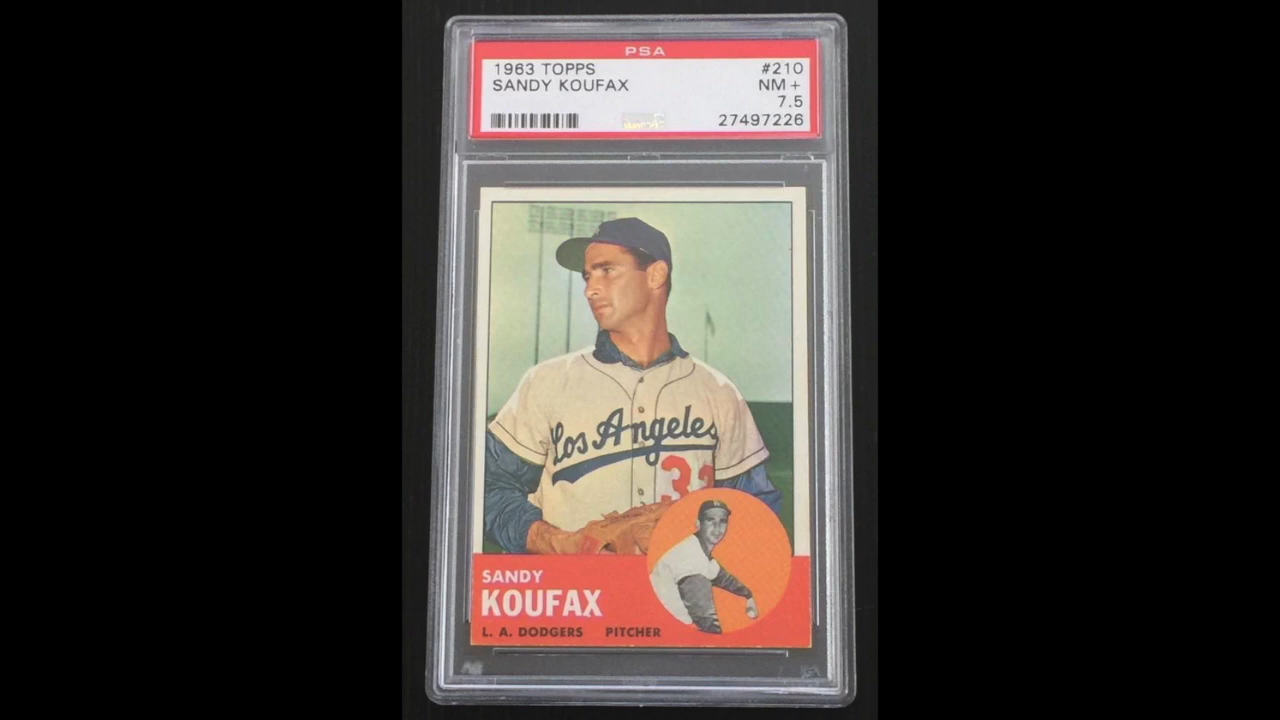 PSA
1963 TOPPS #210
SANDY KOUFAX NM +
7.5
27497226
Los Angeles
SANDY
KOUFAX
L. A. DODGERS PITCHER